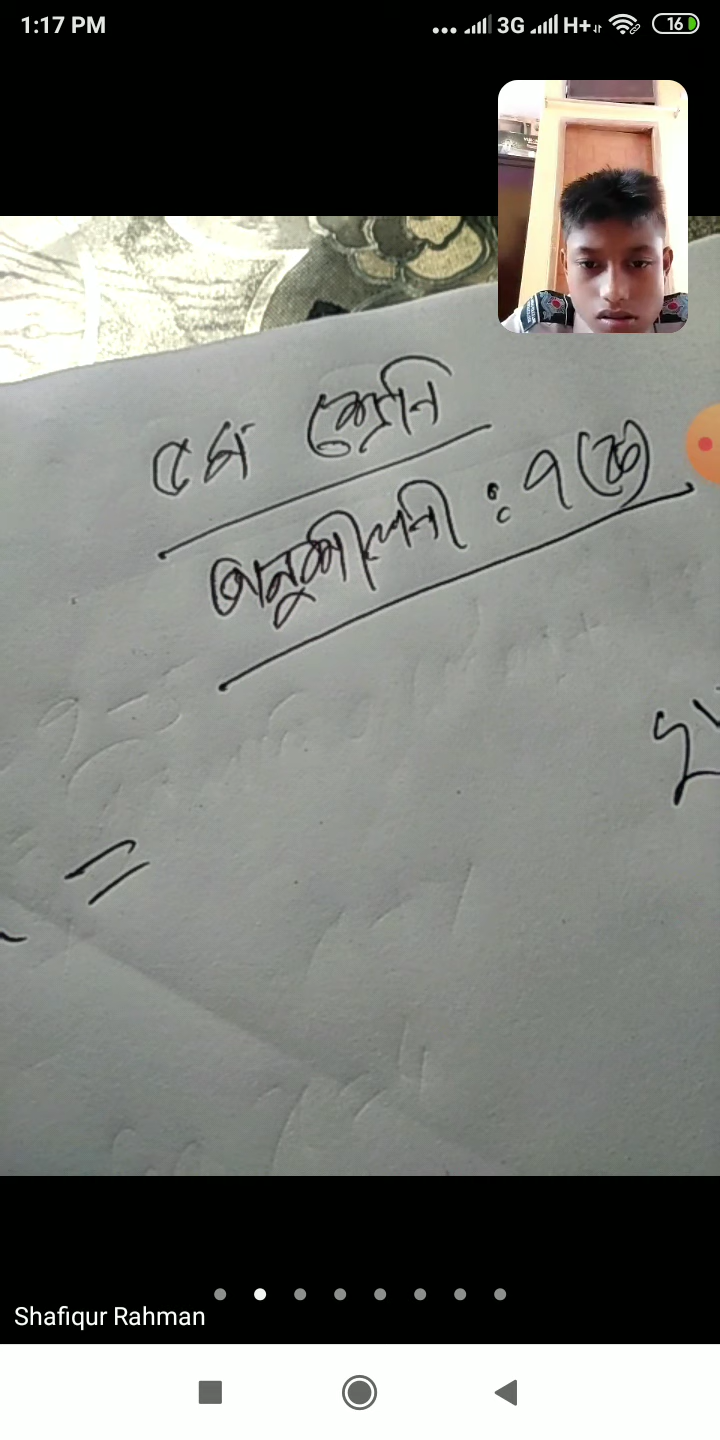 1:17 PM
3G
H+
16
৫ম শ্রেনি
অনুশীলনী : ৭(
=
Shafiqur Rahman